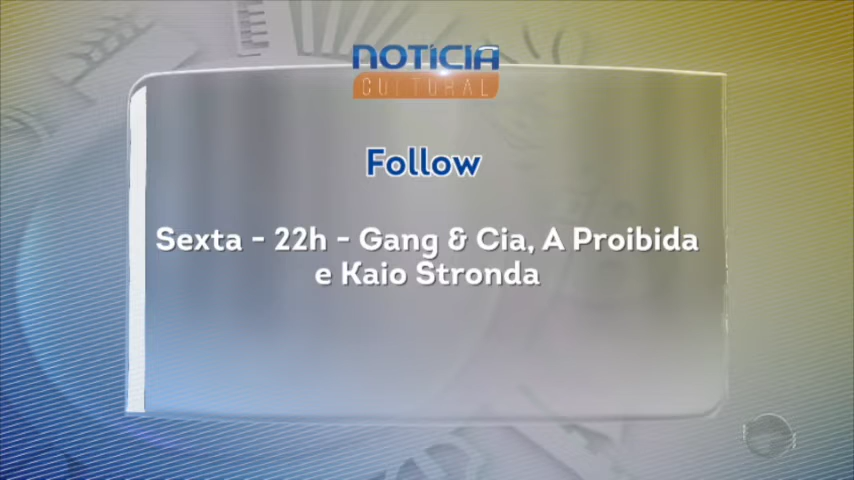 NOTÍCIA
CULTURAL
Follow
Sexta - 22h - Gang & Cia, A Proibida
e Kaio Stronda